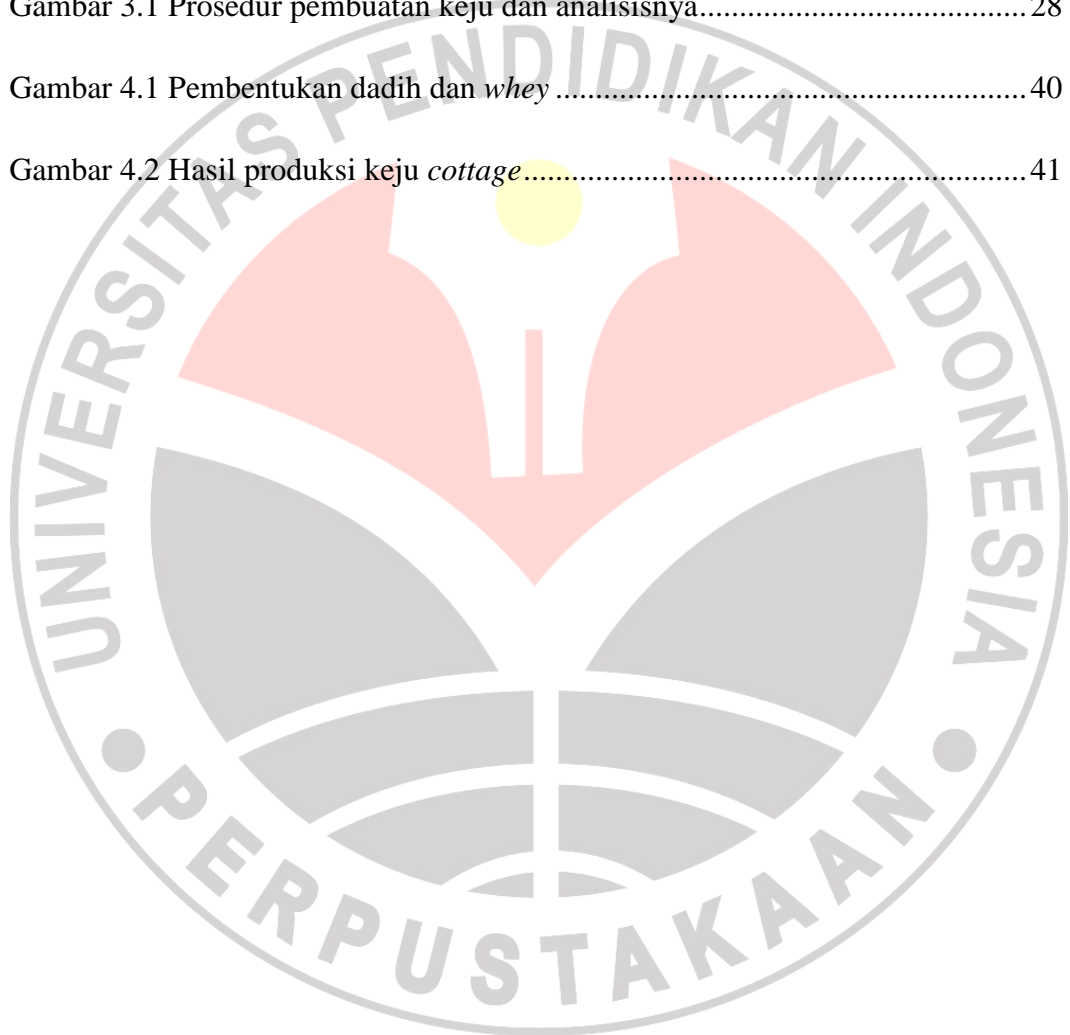 Gambar 3.1 Prosedur pembuatan keju dan analisisnya.........................................28
Gambar 4.1 Pembentukan dadih dan whey...........................................................40
Gambar 4.2 Hasil produksi keju cottage...............................................................41
UNIVERSITAS PENDIDIKAN INDONESIA
PERPUSTAKAAN